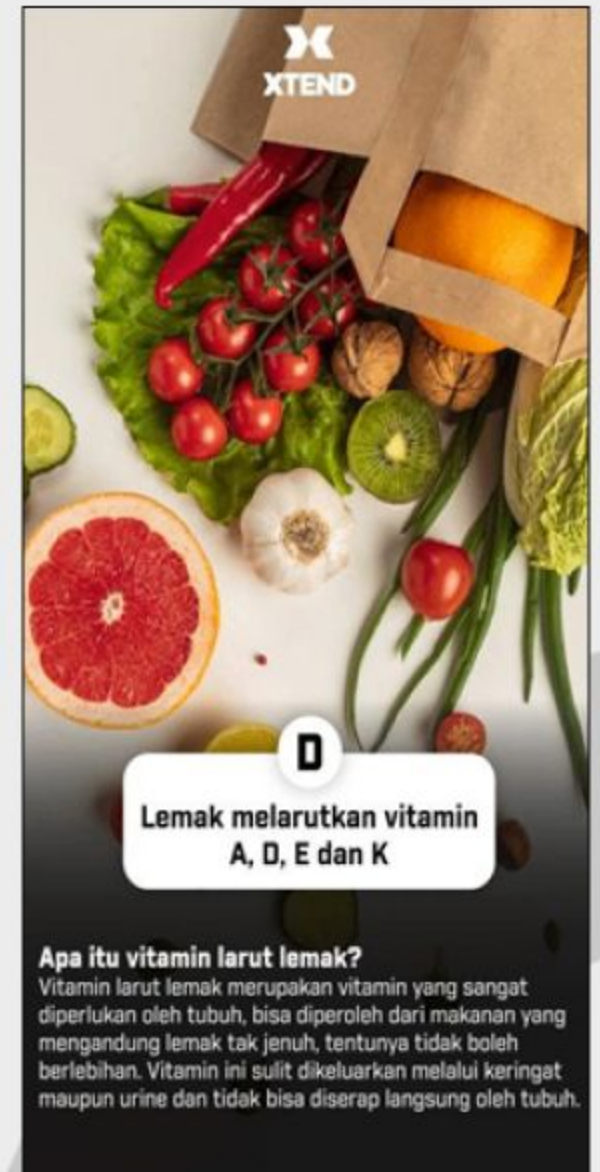 XTEND
D
Lemak melarutkan vitamin
A, D, E dan K
Apa itu vitamin larut lemak?
Vitamin larut lemak merupakan vitamin yang sangat
diperlukan oleh tubuh, bisa diperoleh dari makanan yang
mengandung lemak tak jenuh, tentunya tidak boleh
berlebihan. Vitamin ini sulit dikeluarkan melalui keringat
maupun urine dan tidak bisa diserap langsung oleh tubuh.